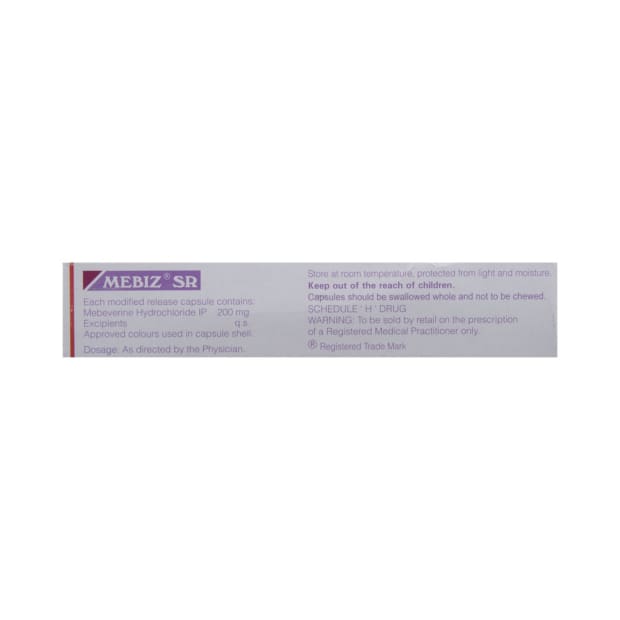 MEBIZ® SR
Each modified release capsule contains:
Mebeverine Hydrochloride IP 200 mg
Excipients q.s.
Approved colours used in capsule shell.
Dosage: As directed by the Physician.
Store at room temperature, protected from light and moisture.
Keep out of the reach of children.
Capsules should be swallowed whole and not to be chewed.
SCHEDULE ' H ' DRUG
WARNING: To be sold by retail on the prescription
of a Registered Medical Practitioner only.
® Registered Trade Mark